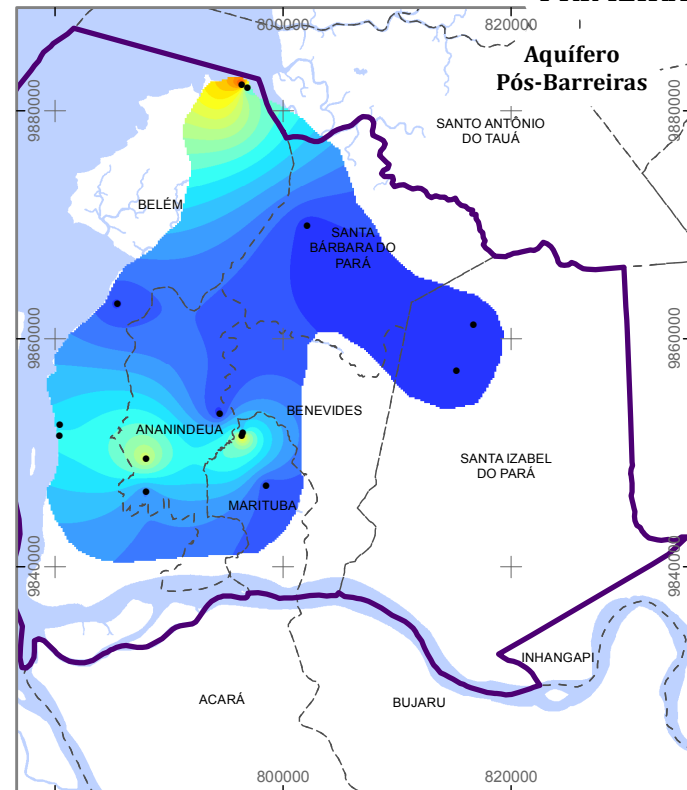 800000
820000
Aquífero
Pós-Barreiras
9880000
9880000
SANTO ANTÔNIO
DO TAUÁ
BELÉM
SANTA
BÁRBARA DO
PARÁ
9860000
9860000
BENEVIDES
ANANINDEUA
SANTA IZABEL
DO PARÁ
MARITUBA
9840000
9840000
INHANGAPI
ACARÁ
BUJARU
800000
820000